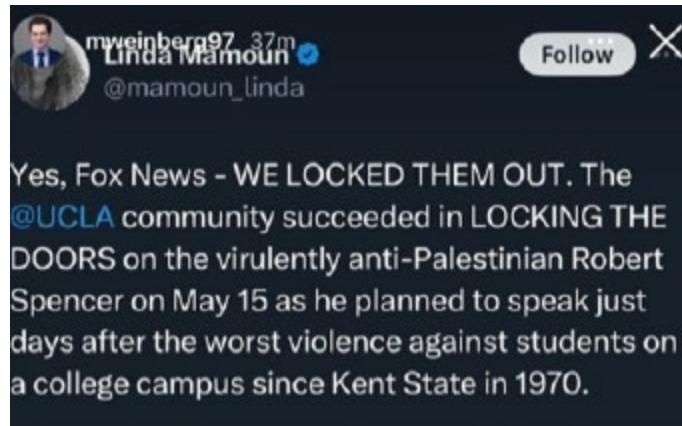 mweinberg97 37m
Linda Mamoun
Follow
@mamoun_linda
Yes, Fox News - WE LOCKED THEM OUT. The
@UCLA community succeeded in LOCKING THE
DOORS on the virulently anti-Palestinian Robert
Spencer on May 15 as he planned to speak just
days after the worst violence against students on
a college campus since Kent State in 1970.